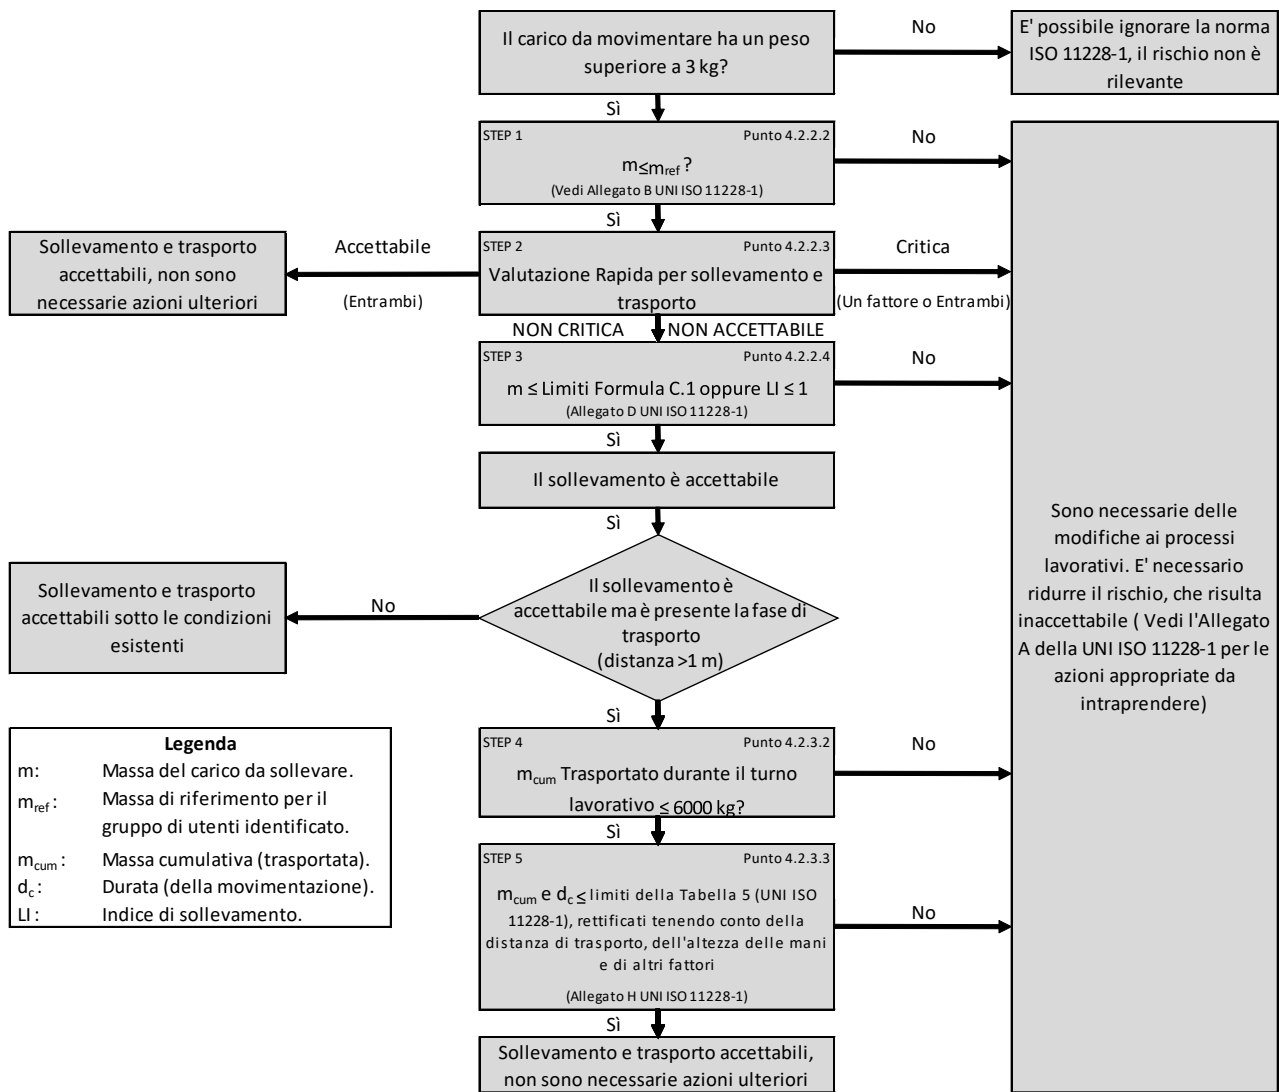 Il carico da movimentare ha un peso
superiore a 3 kg?
No
E' possibile ignorare la norma
ISO 11228-1, il rischio non è
rilevante
Sì
STEP 1 Punto 4.2.2.2
m≤mref ?
(Vedi Allegato B UNI ISO 11228-1)
No
Sì
Sollevamento e trasporto
accettabili, non sono
necessarie azioni ulteriori
Accettabile
(Entrambi)
STEP 2 Punto 4.2.2.3
Valutazione Rapida per sollevamento e
trasporto
Critica
(Un fattore o Entrambi)
NON CRITICA NON ACCETTABILE
STEP 3 Punto 4.2.2.4
m ≤ Limiti Formula C.1 oppure LI ≤ 1
(Allegato D UNI ISO 11228-1)
No
Sì
Il sollevamento è accettabile
Sì
Il sollevamento è
accettabile ma è presente la fase di
trasporto
(distanza >1 m)
No
Sollevamento e trasporto
accettabili sotto le condizioni
esistenti
Sono necessarie delle
modifiche ai processi
lavorativi. E' necessario
ridurre il rischio, che risulta
inaccettabile ( Vedi l'Allegato
A della UNI ISO 11228-1 per le
azioni appropriate da
intraprendere)
Sì
STEP 4 Punto 4.2.3.2
mcum Trasportato durante il turno
lavorativo ≤ 6000 kg?
No
Sì
STEP 5 Punto 4.2.3.3
mcum e dc ≤ limiti della Tabella 5 (UNI ISO
11228-1), rettificati tenendo conto della
distanza di trasporto, dell'altezza delle mani
e di altri fattori
(Allegato H UNI ISO 11228-1)
No
Sì
Sollevamento e trasporto accettabili,
non sono necessarie azioni ulteriori
Legenda
m: Massa del carico da sollevare.
mref : Massa di riferimento per il
gruppo di utenti identificato.
mcum : Massa cumulativa (trasportata).
dc : Durata (della movimentazione).
LI : Indice di sollevamento.